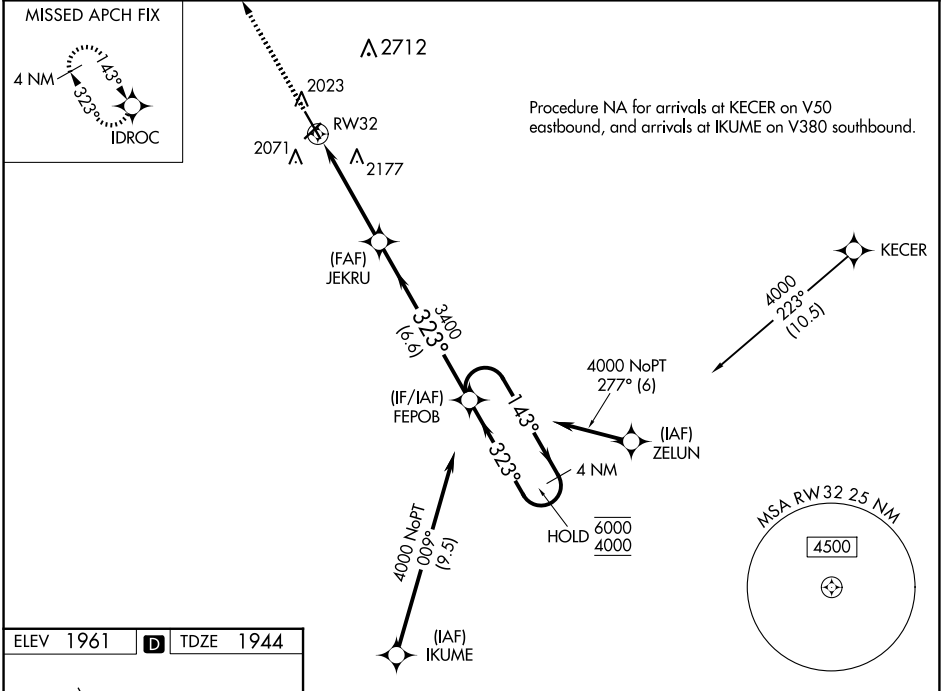 MISSED APCH FIX
4 NM
143°
323°
IDROC
2712
2023
RW32
2071
2177
Procedure NA for arrivals at KECER on V50
eastbound, and arrivals at IKUME on V380 southbound.
(FAF)
JEKRU
KECER
4000
223°
(10.5)
3400
323°
(6.6)
4000 NoPT
277° (6)
(IF/IAF)
FEPOB
143°
323°
(IAF)
ZELUN
4 NM
HOLD
6000
4000
4000 NoPT
009°
(9.5)
MSA RW32 25 NM
4500
(IAF)
IKUME
ELEV 1961
D
TDZE 1944